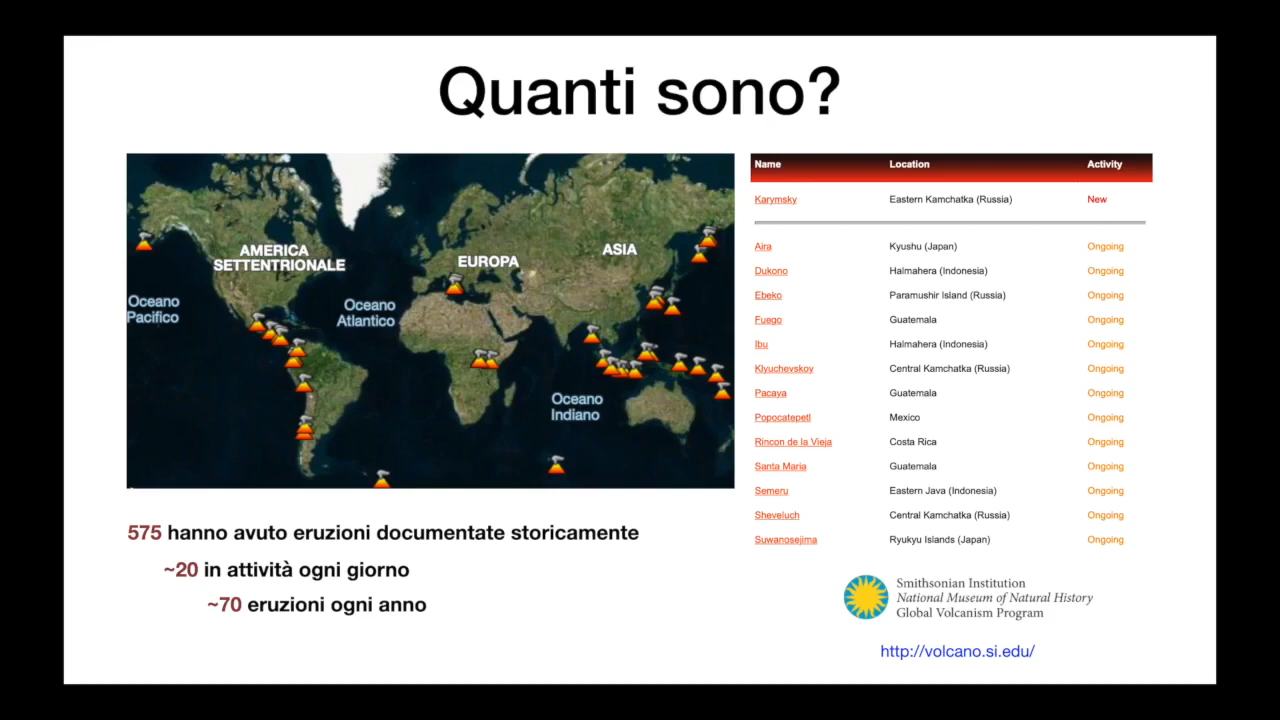 Quanti sono?
AMERICA
SETTENTRIONALE
EUROPA
ASIA
Oceano
Pacifico
Oceano
Atlantico
Oceano
Indiano
Name Location Activity
Karymsky Eastern Kamchatka (Russia) New
Aira Kyushu (Japan) Ongoing
Dukono Halmahera (Indonesia) Ongoing
Ebeko Paramushir Island (Russia) Ongoing
Fuego Guatemala Ongoing
Ibu Halmahera (Indonesia) Ongoing
Klyuchevskoy Central Kamchatka (Russia) Ongoing
Pacaya Guatemala Ongoing
Popocatepetl Mexico Ongoing
Rincon de la Vieja Costa Rica Ongoing
Santa Maria Guatemala Ongoing
Semeru Eastern Java (Indonesia) Ongoing
Sheveluch Central Kamchatka (Russia) Ongoing
Suwanosejima Ryukyu Islands (Japan) Ongoing
575 hanno avuto eruzioni documentate storicamente
~20 in attività ogni giorno
~70 eruzioni ogni anno
Smithsonian Institution
National Museum of Natural History
Global Volcanism Program
http://volcano.si.edu/